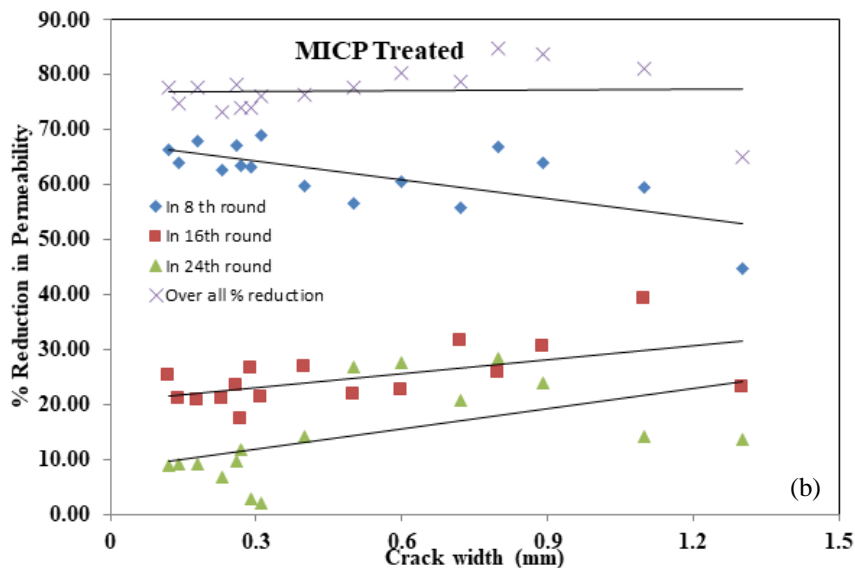 MICP Treated
% Reduction in Permeability
90.00
80.00
70.00
60.00
50.00
40.00
30.00
20.00
10.00
0.00
In 8 th round
In 16th round
In 24th round
Over all % reduction
(b)
0
0.3
0.6
0.9
1.2
1.5
Crack width (mm)